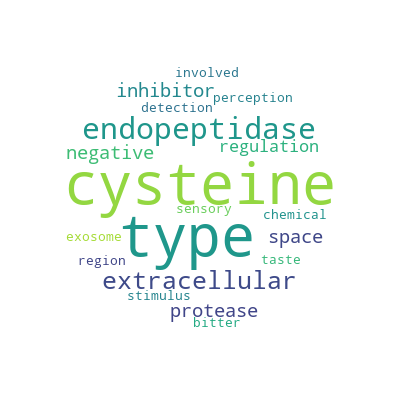 involved
inhibitor
detection perception
endopeptidase
negative regulation
cysteine
sensory chemical
type
exosome space
region taste
extracellular
stimulus
protease
bitter